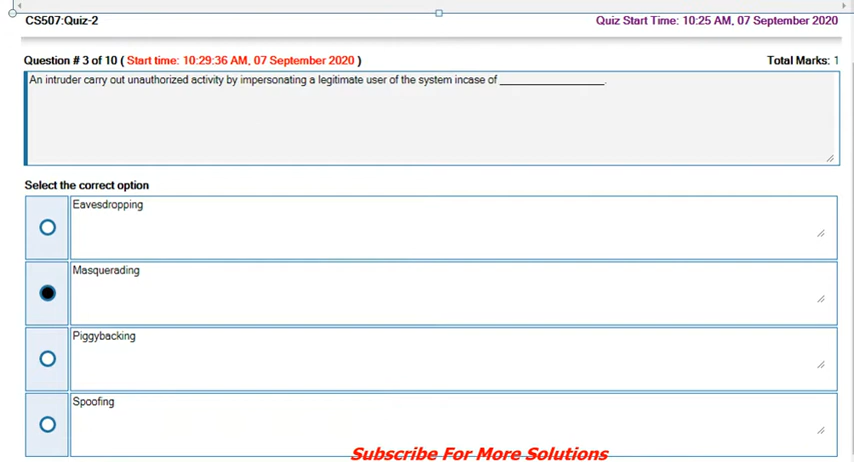 CS507:Quiz-2
Quiz Start Time: 10:25 AM, 07 September 2020
Question # 3 of 10 ( Start time: 10:29:36 AM, 07 September 2020 )
Total Marks: 1
An intruder carry out unauthorized activity by impersonating a legitimate user of the system incase of ____________________.
Select the correct option
Eavesdropping
Masquerading
Piggybacking
Spoofing
Subscribe For More Solutions